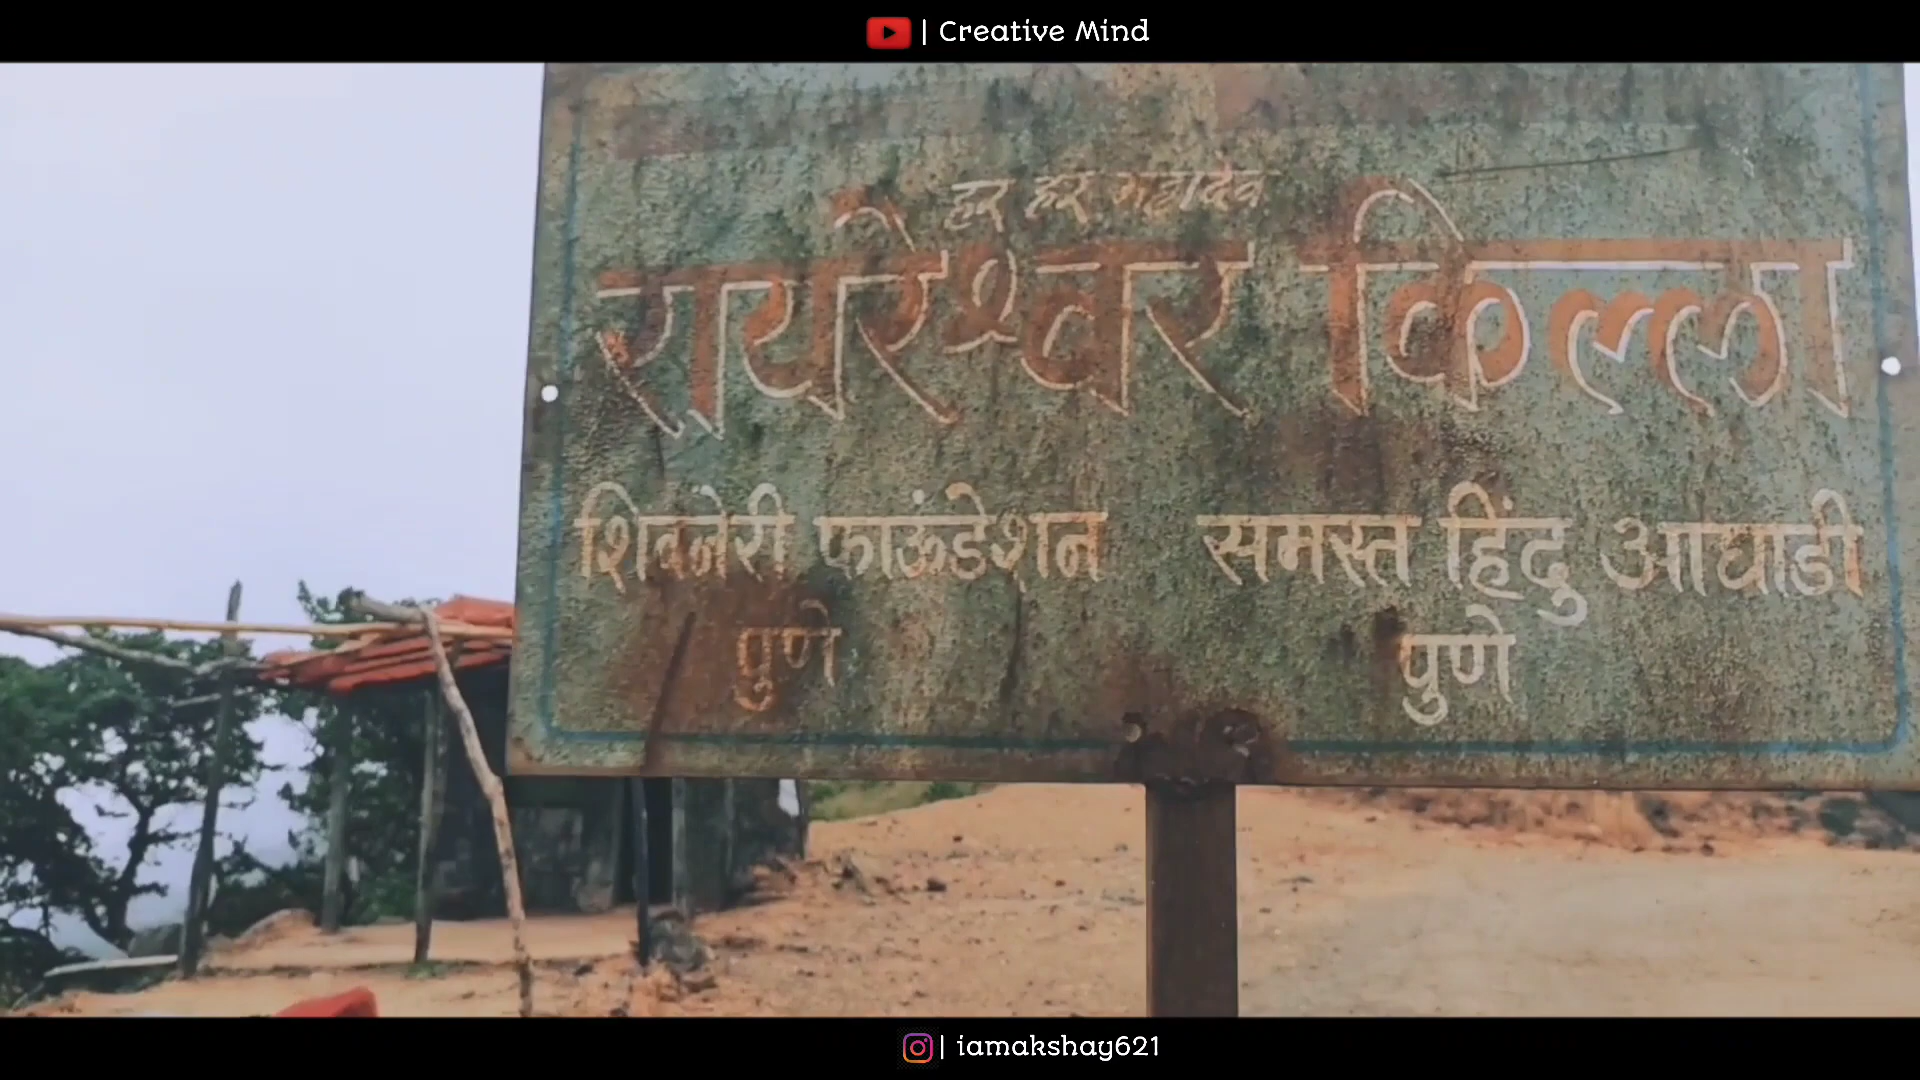 | Creative Mind
हर हर महादेव
रायरेश्वर किल्ला
शिवनेरी फाऊंडेशन समस्त हिंदु आघाडी
पुणे पुणे
| iamakshay621